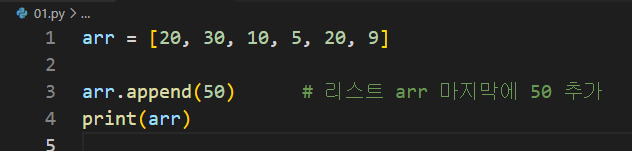 01.py > ...
1 arr = [20, 30, 10, 5, 20, 9]
2
3 arr.append(50)      # 리스트 arr 마지막에 50 추가
4 print(arr)
5